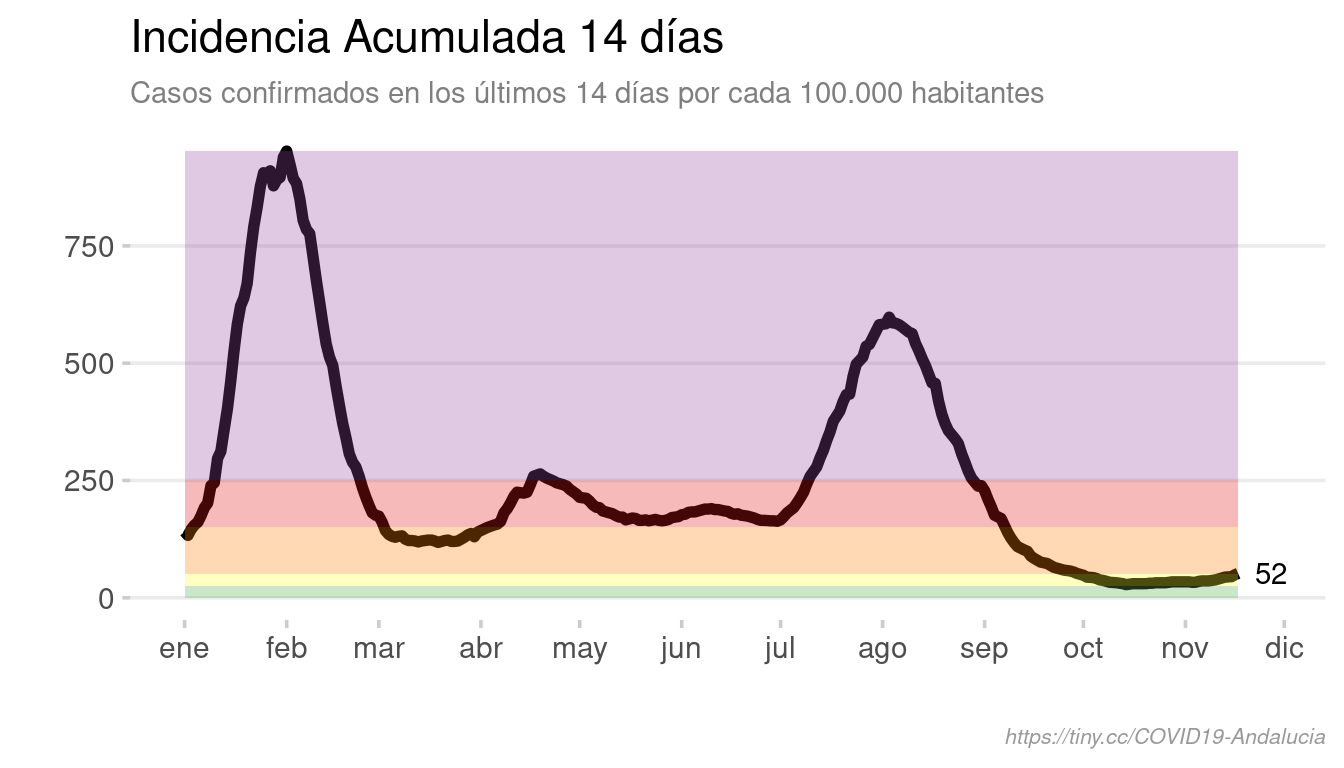 Incidencia Acumulada 14 días
Casos confirmados en los últimos 14 días por cada 100.000 habitantes
750
500
250
0
52
ene feb mar abr may jun jul ago sep oct nov dic
https://tiny.cc/COVID19-Andalucia